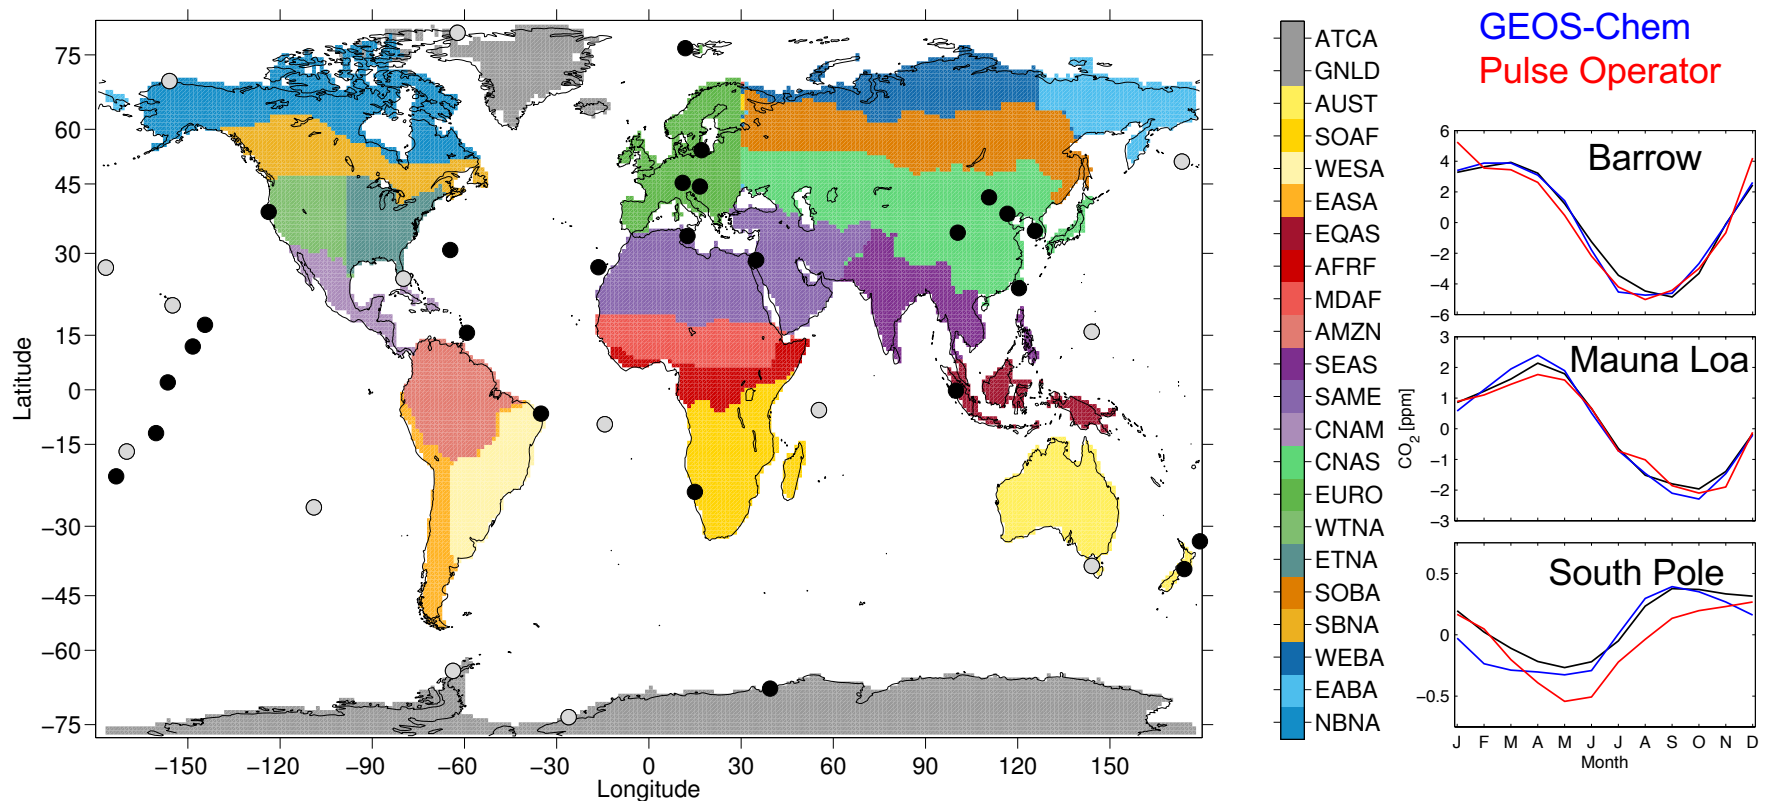 75
60
45
30
15
0
−15
−30
−45
−60
−75
Latitude
−150
−120
−90
−60
−30
0
30
60
90
120
150
Longitude
ATCA
GNLD
AUST
SOAF
WESA
EASA
EQAS
AFRF
MDAF
AMZN
SEAS
SAME
CNAM
CNAS
EURO
WTNA
ETNA
SOBA
SBNA
WEBA
EABA
NBNA
GEOS-Chem
Pulse Operator
Barrow
6
4
2
0
−2
−4
−6
Mauna Loa
3
2
1
0
−1
−2
−3
CO2 [ppm]
South Pole
0.5
0
−0.5
J F M A M J J A S O N D
Month